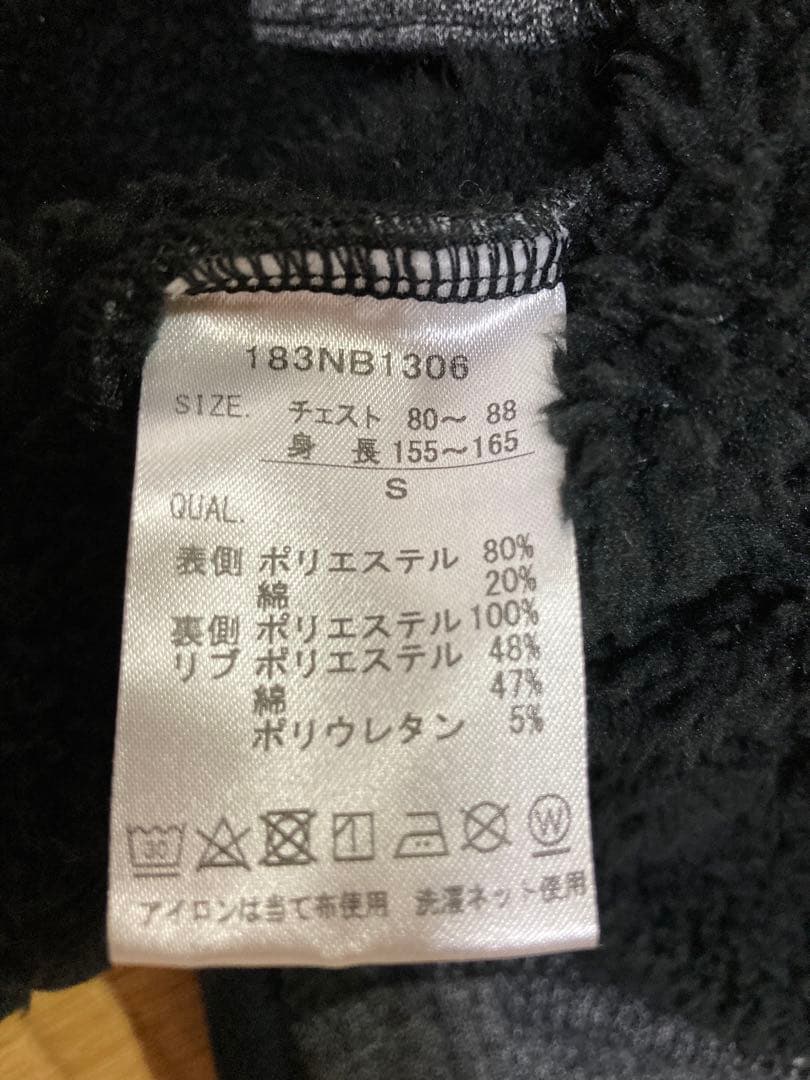 183NB1306
SIZE. チェスト 80～ 88
身 長 155～165
S
QUAL.
表側 ポリエステル 80%
綿 20%
裏側 ポリエステル 100%
リブ ポリエステル 48%
綿 47%
ポリウレタン 5%
30 W
アイロンは当て布使用 洗濯ネット使用